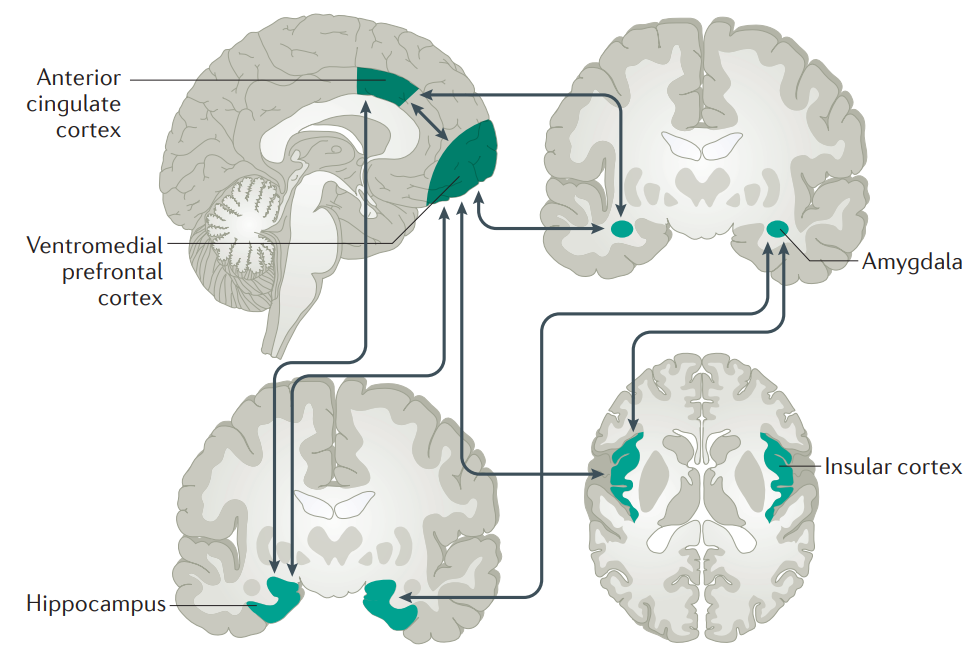 Anterior
cingulate
cortex
Ventromedial
prefrontal
cortex
Amygdala
Insular cortex
Hippocampus